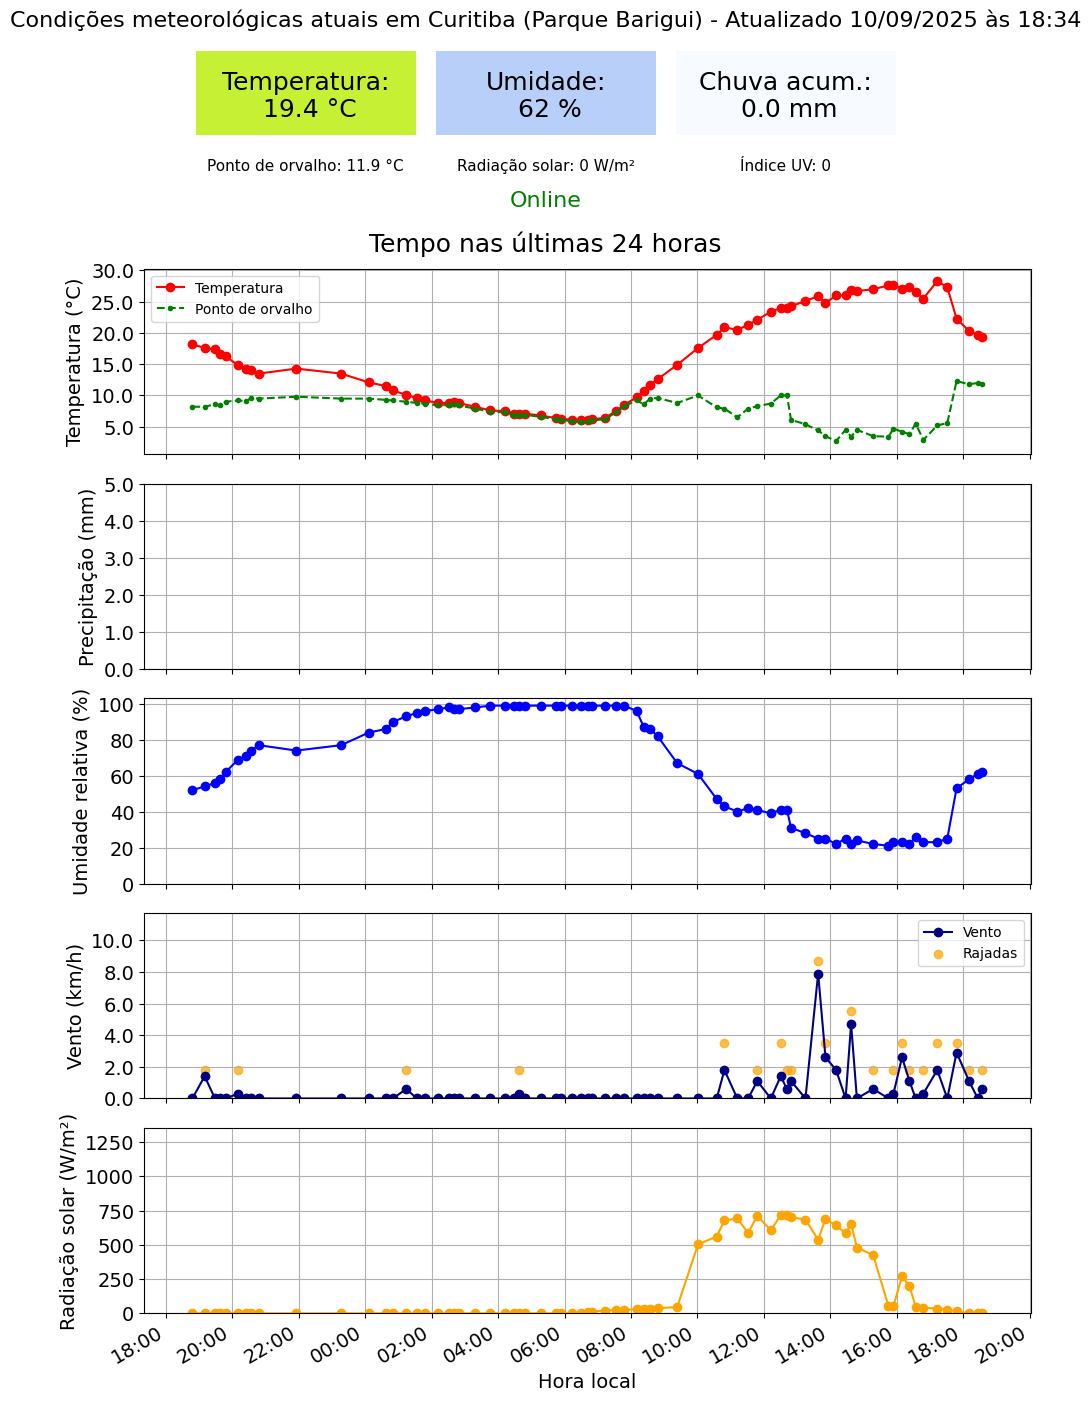 Condições meteorológicas atuais em Curitiba (Parque Barigui) - Atualizado 10/09/2025 às 18:34
Temperatura:
19.4 °C
Umidade:
62 %
Chuva acum.:
0.0 mm
Ponto de orvalho: 11.9 °C
Radiação solar: 0 W/m²
Índice UV: 0
Online
Tempo nas últimas 24 horas
Temperatura (°C)
30.0
25.0
20.0
15.0
10.0
5.0
Temperatura
Ponto de orvalho
Precipitação (mm)
5.0
4.0
3.0
2.0
1.0
0.0
Umidade relativa (%)
100
80
60
40
20
0
Vento (km/h)
10.0
8.0
6.0
4.0
2.0
0.0
Vento
Rajadas
Radiação solar (W/m²)
1250
1000
750
500
250
0
18:00 20:00 22:00 00:00 02:00 04:00 06:00 08:00 10:00 12:00 14:00 16:00 18:00 20:00
Hora local